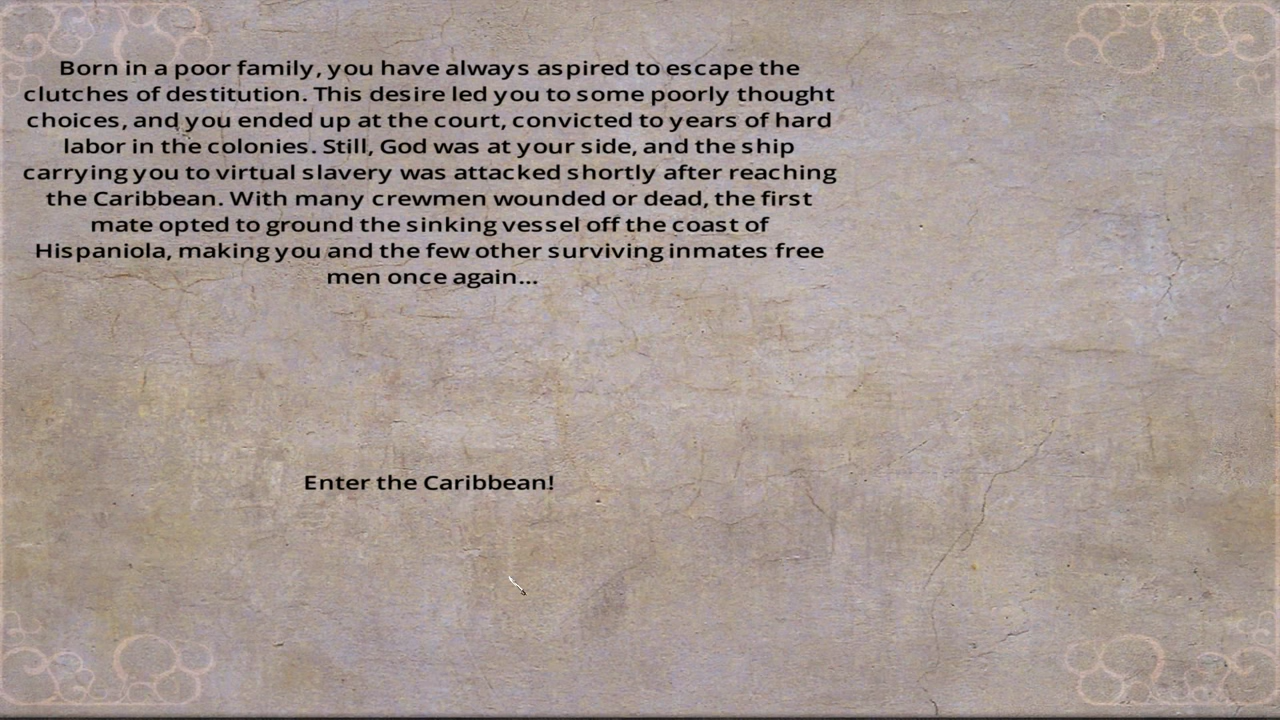 Born in a poor family, you have always aspired to escape the
clutches of destitution. This desire led you to some poorly thought
choices, and you ended up at the court, convicted to years of hard
labor in the colonies. Still, God was at your side, and the ship
carrying you to virtual slavery was attacked shortly after reaching
the Caribbean. With many crewmen wounded or dead, the first
mate opted to ground the sinking vessel off the coast of
Hispaniola, making you and the few other surviving inmates free
men once again...
Enter the Caribbean!